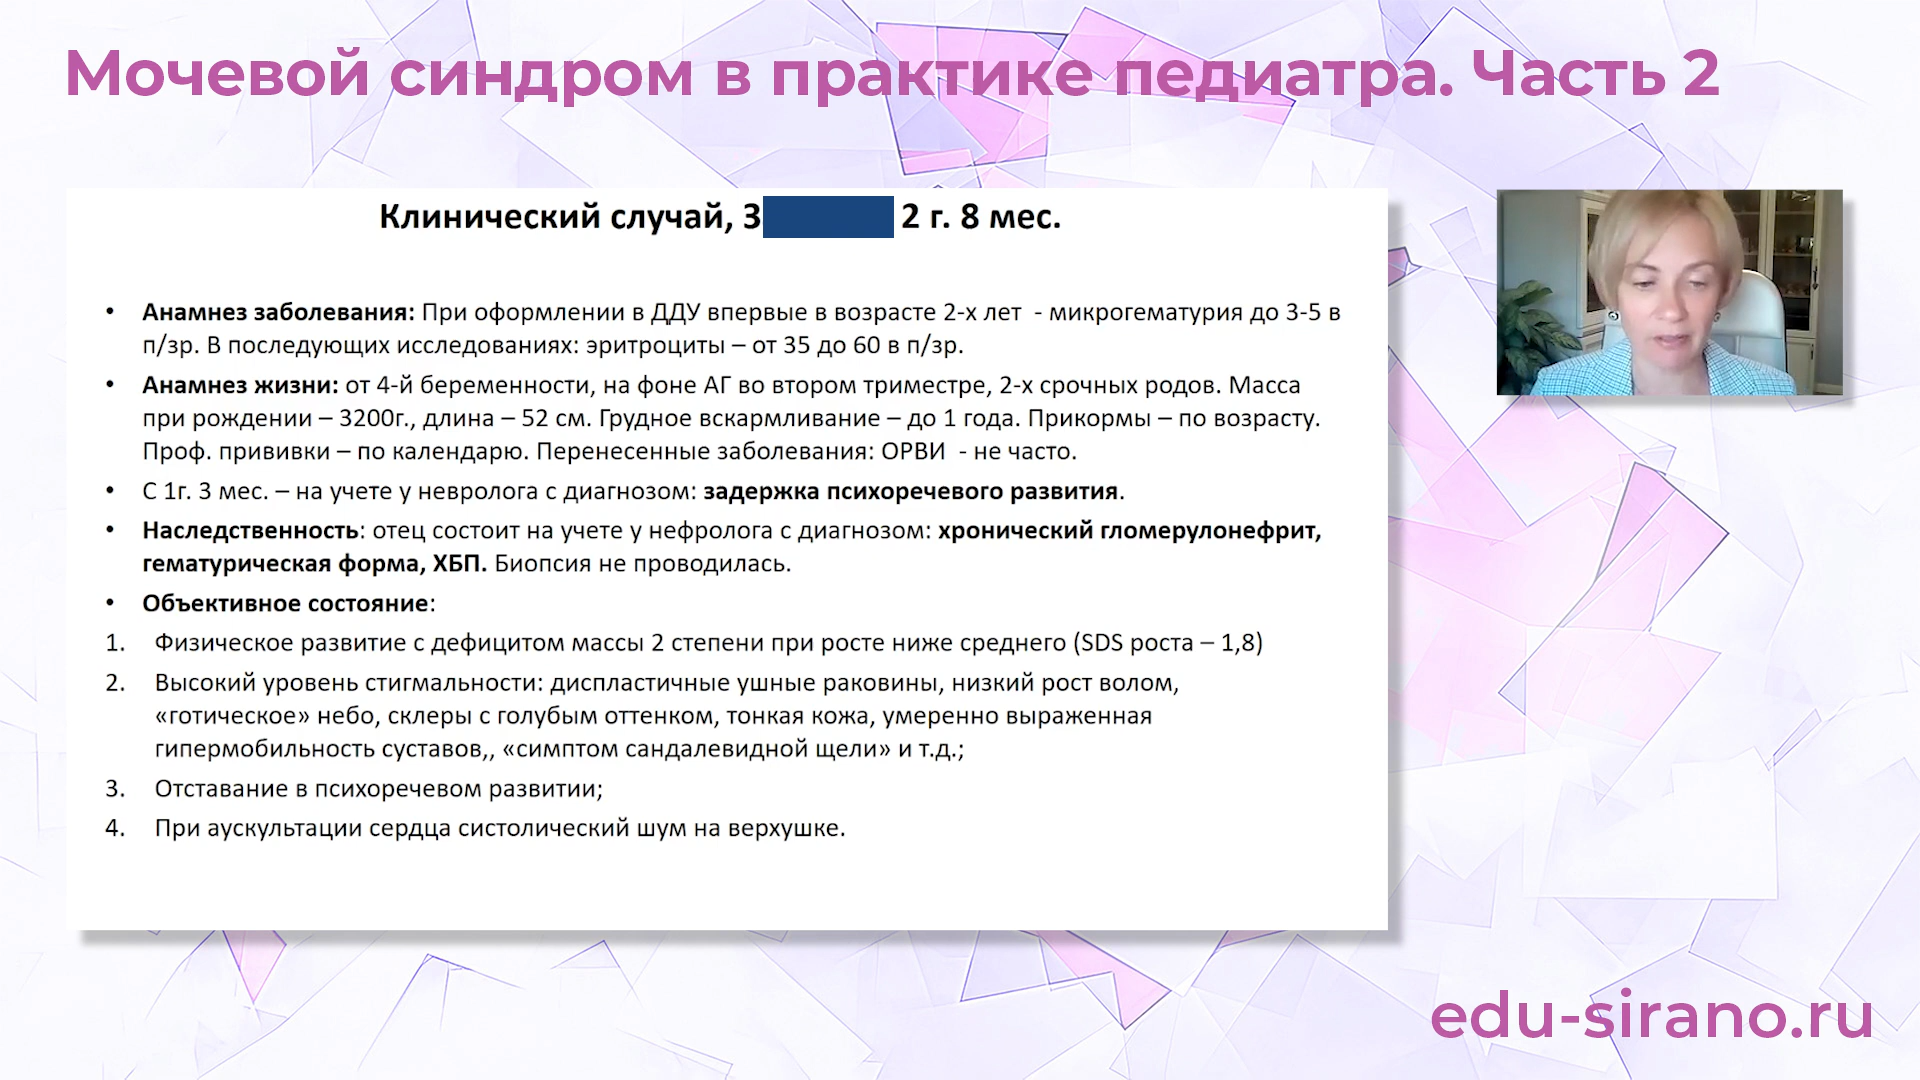 Мочевой синдром в практике педиатра. Часть 2
Клинический случай, З 2 г. 8 мес.
• Анамнез заболевания: При оформлении в ДДУ впервые в возрасте 2-х лет - микрогематурия до 3-5 в
п/зр. В последующих исследованиях: эритроциты – от 35 до 60 в п/зр.
• Анамнез жизни: от 4-й беременности, на фоне АГ во втором триместре, 2-х срочных родов. Масса
при рождении – 3200г., длина – 52 см. Грудное вскармливание – до 1 года. Прикормы – по возрасту.
Проф. прививки – по календарю. Перенесенные заболевания: ОРВИ - не часто.
• С 1г. 3 мес. – на учете у невролога с диагнозом: задержка психоречевого развития.
• Наследственность: отец состоит на учете у нефролога с диагнозом: хронический гломерулонефрит,
гематурическая форма, ХБП. Биопсия не проводилась.
• Объективное состояние:
1. Физическое развитие с дефицитом массы 2 степени при росте ниже среднего (SDS роста – 1,8)
2. Высокий уровень стигмальности: диспластичные ушные раковины, низкий рост волом,
«готическое» небо, склеры с голубым оттенком, тонкая кожа, умеренно выраженная
гипермобильность суставов,, «симптом сандалевидной щели» и т.д.;
3. Отставание в психоречевом развитии;
4. При аускультации сердца систолический шум на верхушке.
edu-sirano.ru